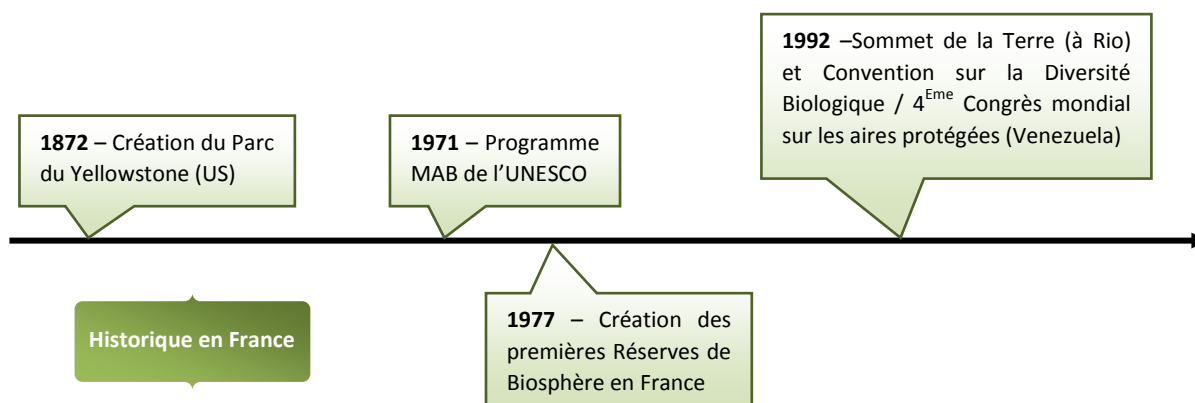 1872 – Création du Parc
du Yellowstone (US)
1971 – Programme
MAB de l’UNESCO
1992 –Sommet de la Terre (à Rio)
et Convention sur la Diversité
Biologique / 4Eme Congrès mondial
sur les aires protégées (Venezuela)
Historique en France
1977 – Création des
premières Réserves de
Biosphère en France